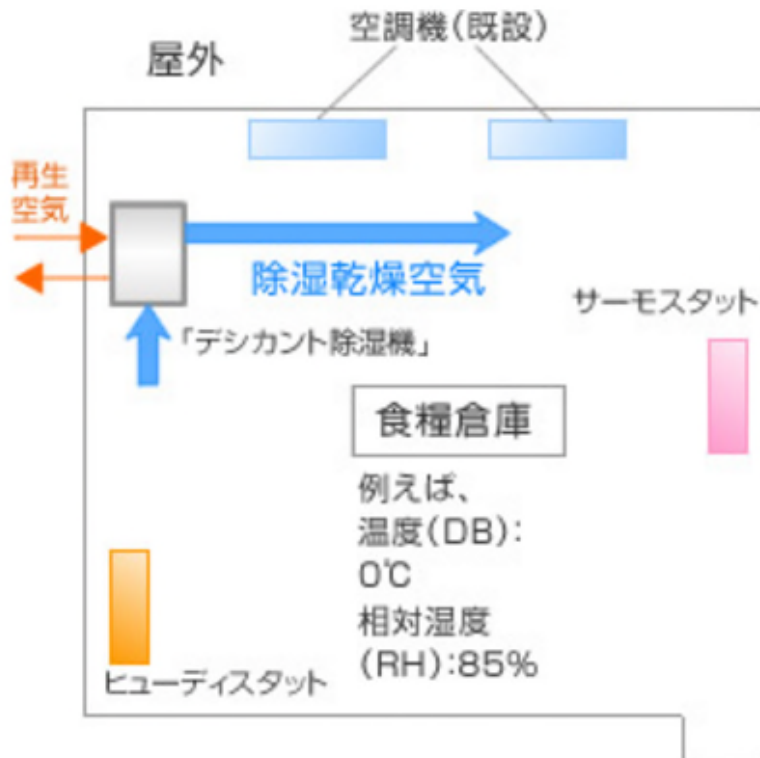 空調機(既設)
屋外
再生
空気
除湿乾燥空気
サーモスタット
「デシカント除湿機」
食糧倉庫
例えば、
温度(DB):
0℃
相対湿度
(RH):85%
ヒューディスタット